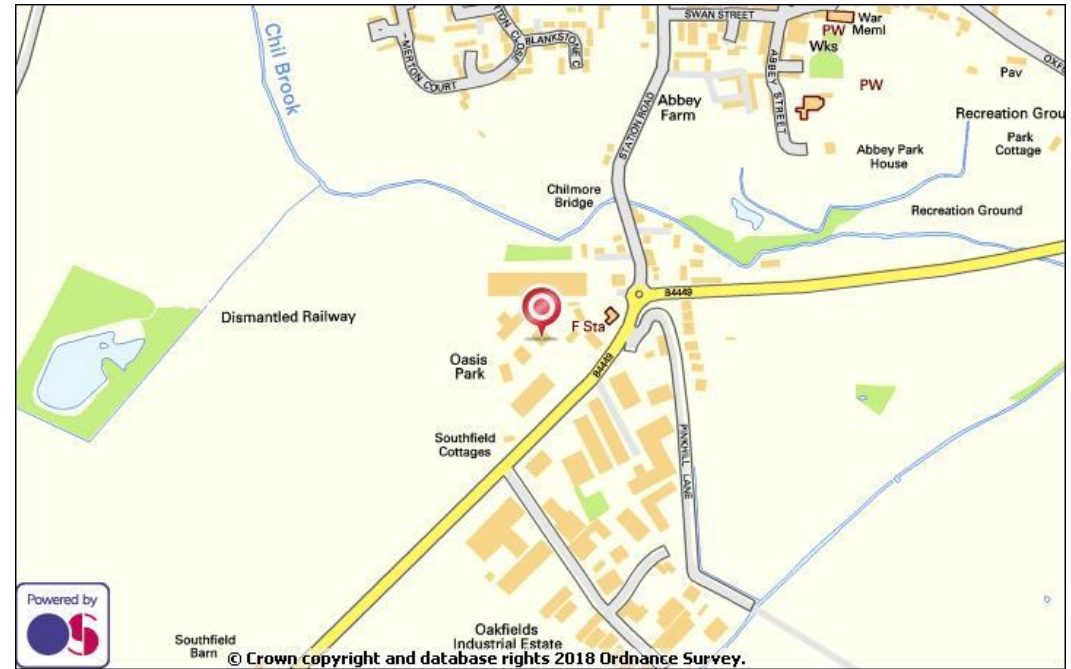 SWAN STREET
War
Meml
PW
Wks
PW
ABBEY STREET
Pav
Recreation Grou
Park
Cottage
Abbey Park
House
Recreation Ground
BLANKSTONE C
MERTON COURT
Chil Brook
STATION ROAD
Abbey
Farm
Chilmore
Bridge
B4449
Dismantled Railway
F Sta
Oasis
Park
B4449
Southfield
Cottages
PINKHILL LANE
Oakfields
Industrial Estate
Southfield
Barn
Powered by
OS
© Crown copyright and database rights 2018 Ordnance Survey.